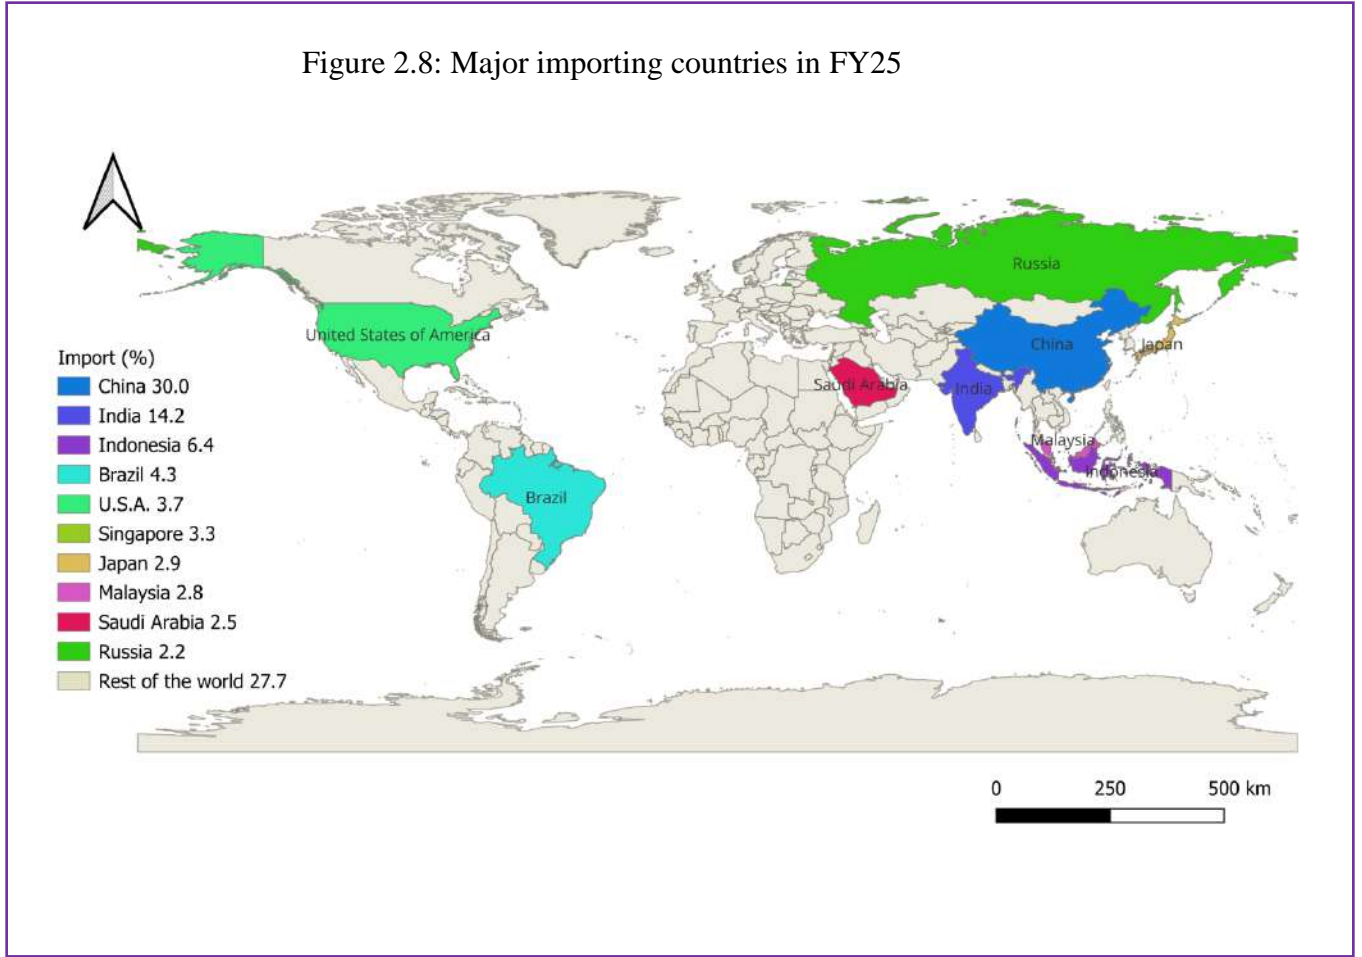 Figure 2.8: Major importing countries in FY25
Russia
United States of America
China
Japan
Saudi Arabia
India
Malaysia
Indonesia
Brazil
Import (%)
China 30.0
India 14.2
Indonesia 6.4
Brazil 4.3
U.S.A. 3.7
Singapore 3.3
Japan 2.9
Malaysia 2.8
Saudi Arabia 2.5
Russia 2.2
Rest of the world 27.7
0 250 500 km